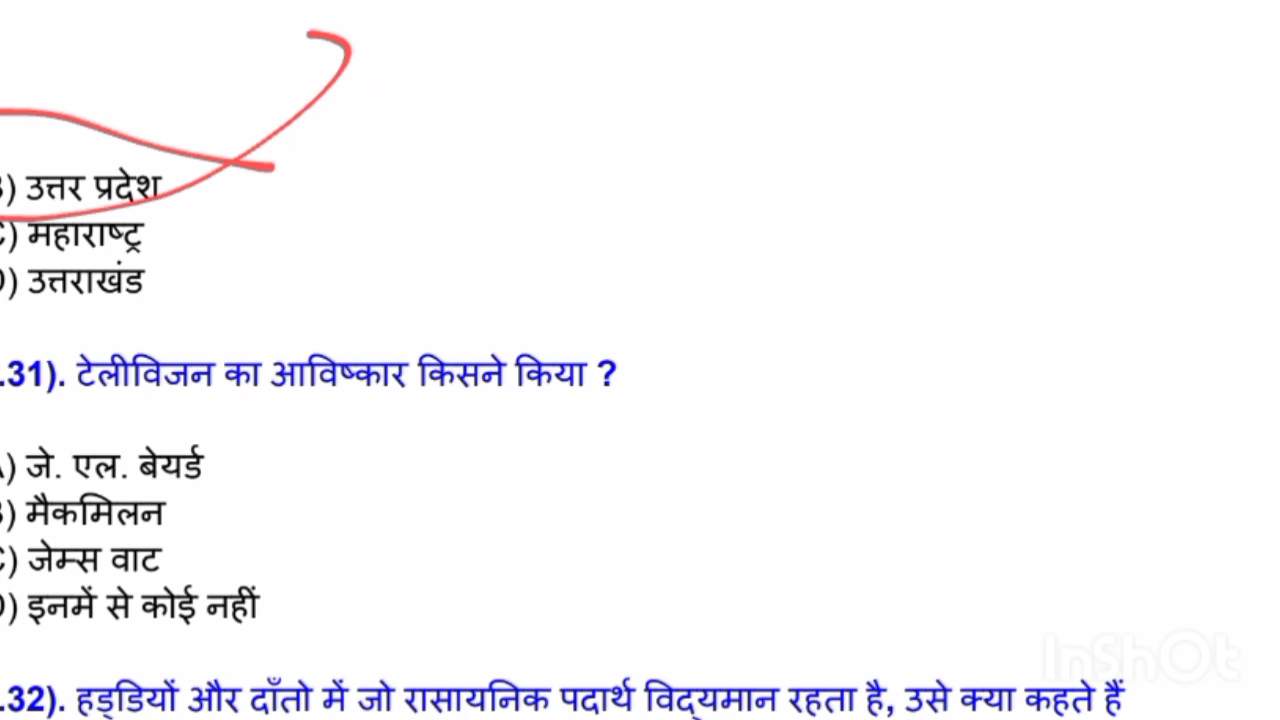 B) उत्तर प्रदेश
C) महाराष्ट्र
D) उत्तराखंड
.31). टेलीविजन का आविष्कार किसने किया ?
A) जे. एल. बेयर्ड
B) मैकमिलन
C) जेम्स वाट
D) इनमें से कोई नहीं
.32). हड्डियों और दाँतो में जो रासायनिक पदार्थ विद्यमान रहता है, उसे क्या कहते हैं
InShOt